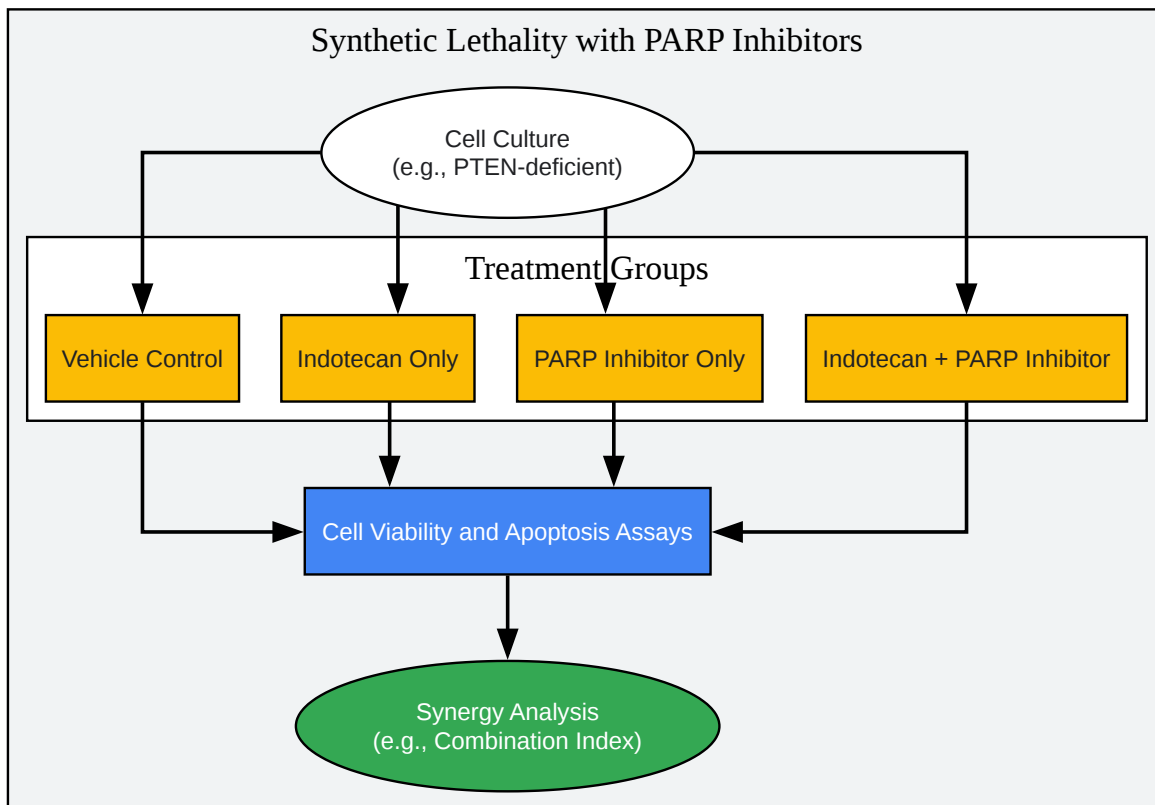 Synthetic Lethality with PARP Inhibitors
Cell Culture
(e.g., PTEN-deficient)
Treatment Groups
Vehicle Control
Indotecan Only
PARP Inhibitor Only
Indotecan + PARP Inhibitor
Cell Viability and Apoptosis Assays
Synergy Analysis
(e.g., Combination Index)